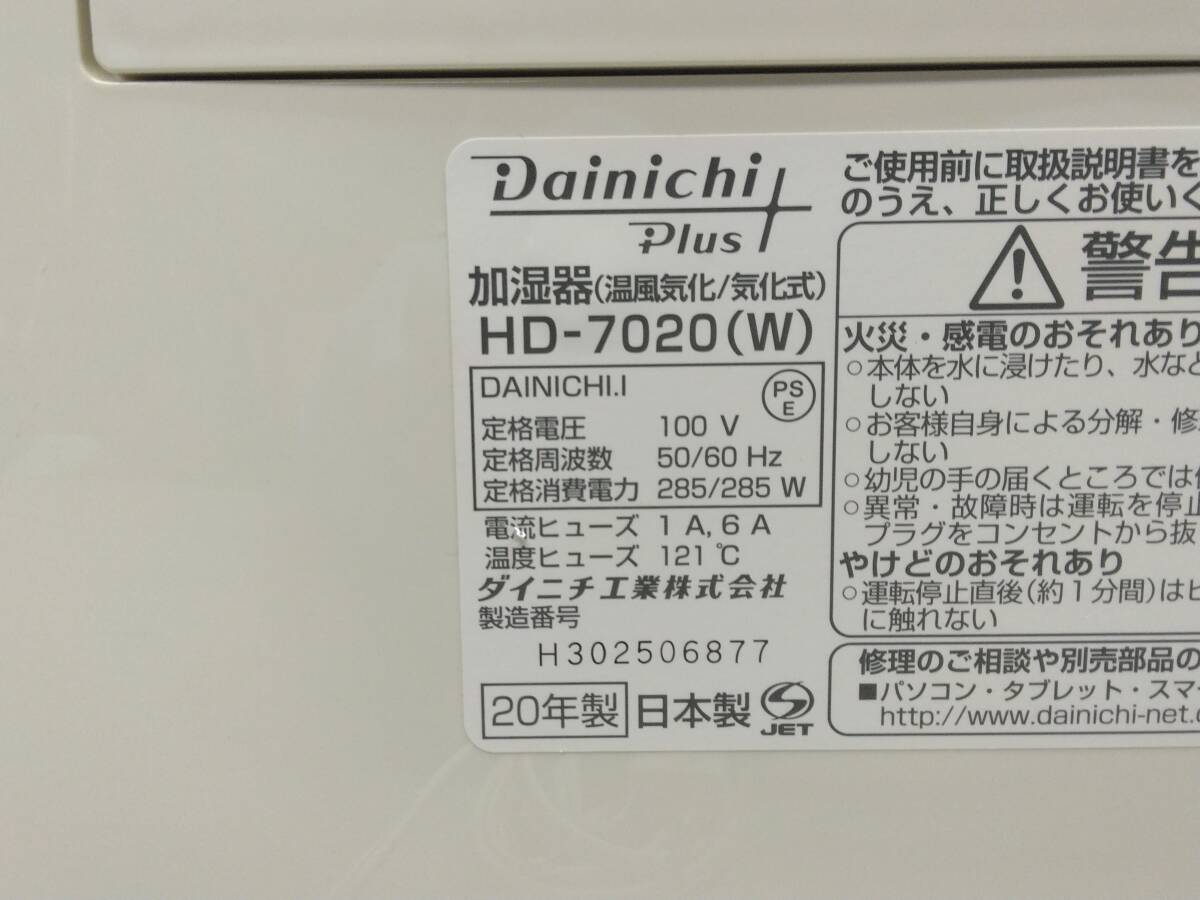 Dainichi
Plus
加湿器(温風気化/気化式)
HD-7020(W)
DAINICHI.I
PS
E
定格電圧 100 V
定格周波数 50/60 Hz
定格消費電力 285/285 W
電流ヒューズ 1 A, 6 A
温度ヒューズ 121 ℃
ダイニチ工業株式会社
製造番号
H302506877
20年製 日本製 JET
ご使用前に取扱説明書を
のうえ、正しくお使いく
警告
火災・感電のおそれあり
○本体を水に浸けたり、水など
しない
○お客様自身による分解・修
しない
○幼児の手の届くところでは
○異常・故障時は運転を停止
プラグをコンセントから抜
やけどのおそれあり
○運転停止直後(約1分間)はヒ
に触れない
修理のご相談や別売部品の
■パソコン・タブレット・スマ
http://www.dainichi-net.c